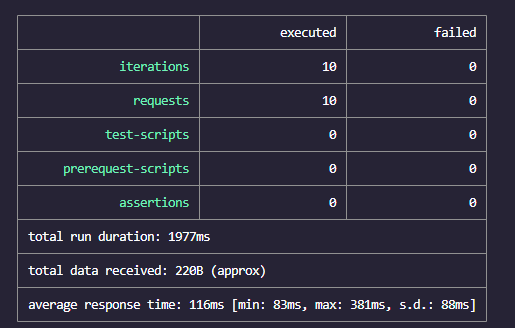 executed failed
iterations 10 0
requests 10 0
test-scripts 0 0
prerequest-scripts 0 0
assertions 0 0
total run duration: 1977ms
total data received: 220B (approx)
average response time: 116ms [min: 83ms, max: 381ms, s.d.: 88ms]